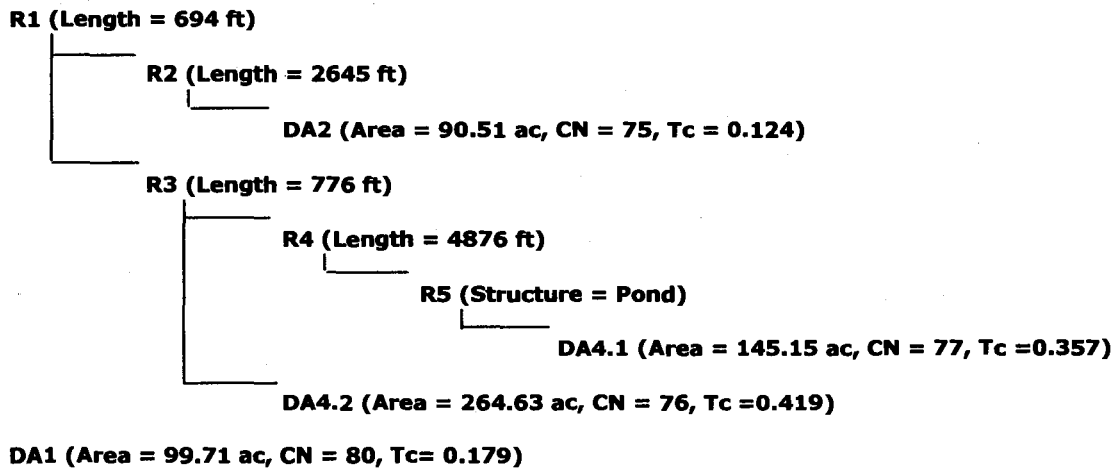 R1 (Length = 694 ft)
R2 (Length = 2645 ft)
DA2 (Area = 90.51 ac, CN = 75, Tc = 0.124)
R3 (Length = 776 ft)
R4 (Length = 4876 ft)
R5 (Structure = Pond)
DA4.1 (Area = 145.15 ac, CN = 77, Tc =0.357)
DA4.2 (Area = 264.63 ac, CN = 76, Tc =0.419)
DA1 (Area = 99.71 ac, CN = 80, Tc= 0.179)